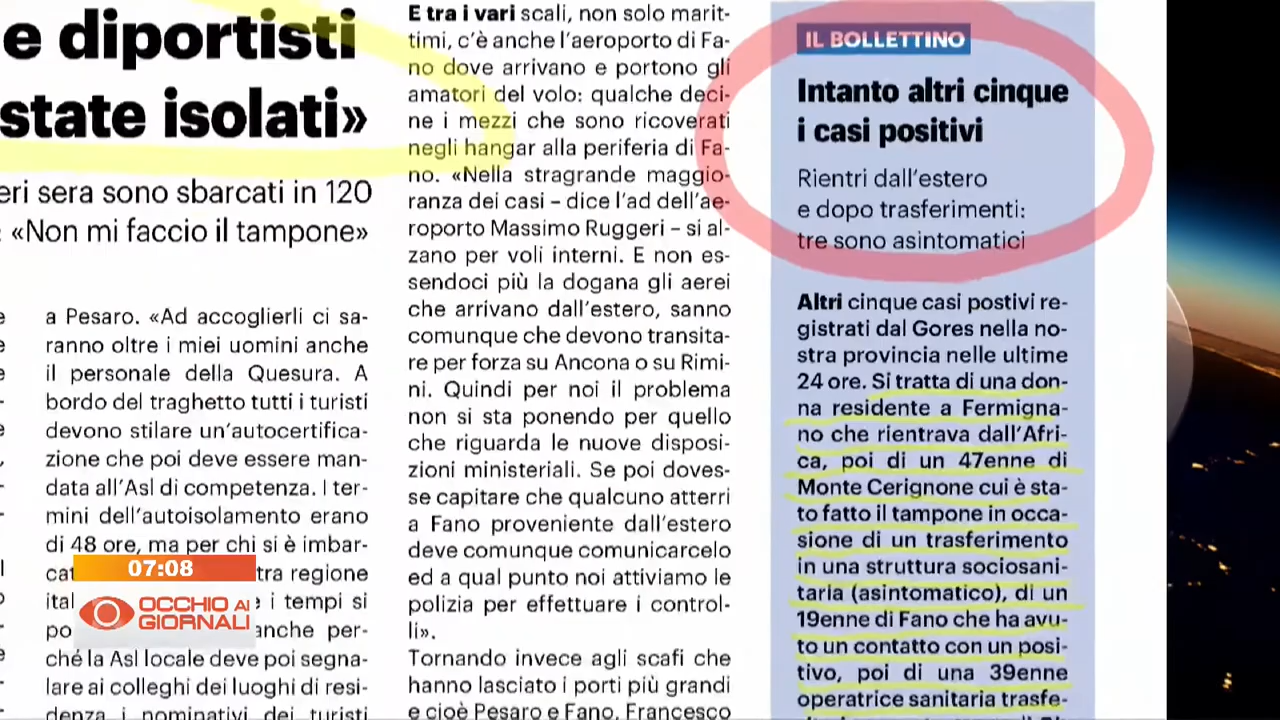 e diportisti
state isolati»
eri sera sono sbarcati in 120
: «Non mi faccio il tampone»
a Pesaro. «Ad accoglierli ci sa-
ranno oltre i miei uomini anche
il personale della Quesura. A
bordo del traghetto tutti i turisti
devono stilare un'autocertifica-
zione che poi deve essere man-
data all'Asl di competenza. I ter-
mini dell'autoisolamento erano
di 48 ore, ma per chi si è imbar-
cat
tra regione
ital
e i tempi si
po
anche per-
ché la Asl locale deve poi segna-
lare ai colleghi dei luoghi di resi-
denza i nominativi dei turisti
E tra i vari scali, non solo marit-
timi, c'è anche l'aeroporto di Fa-
no dove arrivano e portono gli
amatori del volo: qualche deci-
ne i mezzi che sono ricoverati
negli hangar alla periferia di Fa-
no. «Nella stragrande maggio-
ranza dei casi – dice l'ad dell'ae-
roporto Massimo Ruggeri – si al-
zano per voli interni. E non es-
sendoci più la dogana gli aerei
che arrivano dall'estero, sanno
comunque che devono transita-
re per forza su Ancona o su Rimi-
ni. Quindi per noi il problema
non si sta ponendo per quello
che riguarda le nuove disposi-
zioni ministeriali. Se poi doves-
se capitare che qualcuno atterri
a Fano proveniente dall'estero
deve comunque comunicarcelo
ed a qual punto noi attiviamo le
polizia per effettuare i control-
li».
Tornando invece agli scafi che
hanno lasciato i porti più grandi
e cioè Pesaro e Fano, Francesco
IL BOLLETTINO
Intanto altri cinque
i casi positivi
Rientri dall'estero
e dopo trasferimenti:
tre sono asintomatici
Altri cinque casi postivi re-
gistrati dal Gores nella no-
stra provincia nelle ultime
24 ore. Si tratta di una don-
na residente a Fermigna-
no che rientrava dall'Afri-
ca, poi di un 47enne di
Monte Cerignone cui è sta-
to fatto il tampone in occa-
sione di un trasferimento
in una struttura sociosani-
taria (asintomatico), di un
19enne di Fano che ha avu-
to un contatto con un posi-
tivo, poi di una 39enne
operatrice sanitaria trasfe-
07:08
OCCHIO AI
GIORNALI